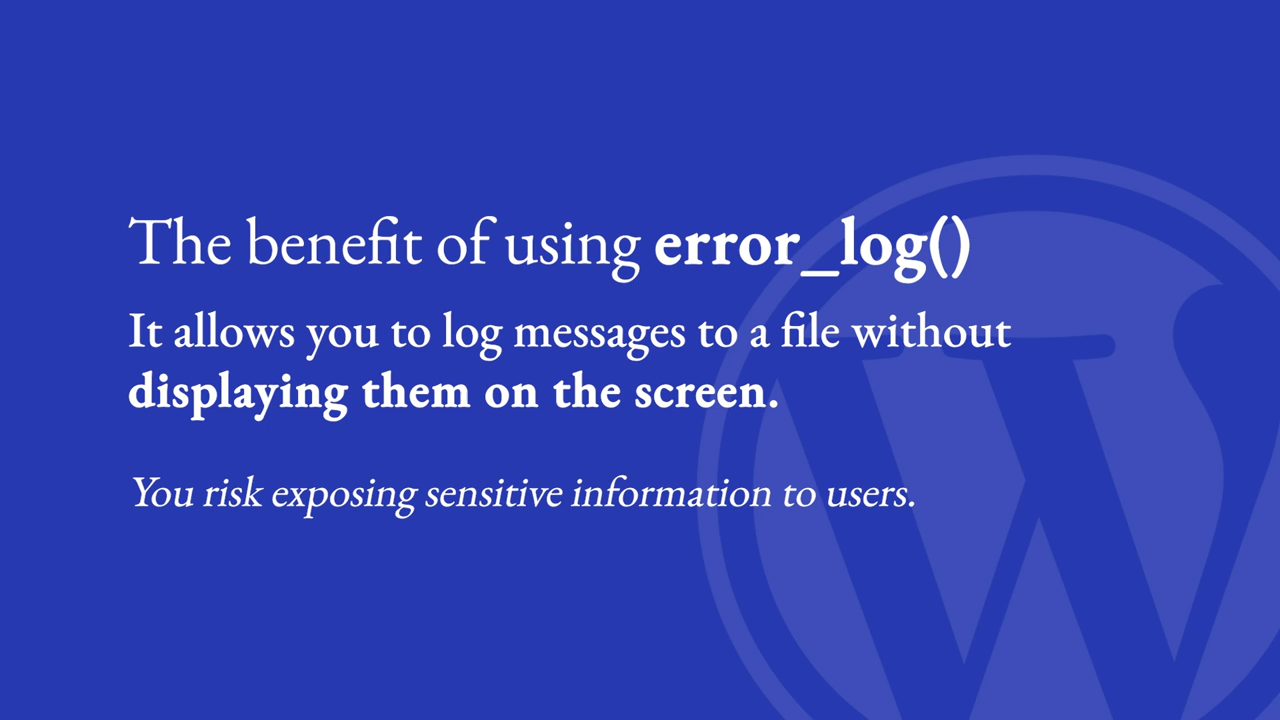 The benefit of using error_log()
It allows you to log messages to a file without
displaying them on the screen.
You risk exposing sensitive information to users.